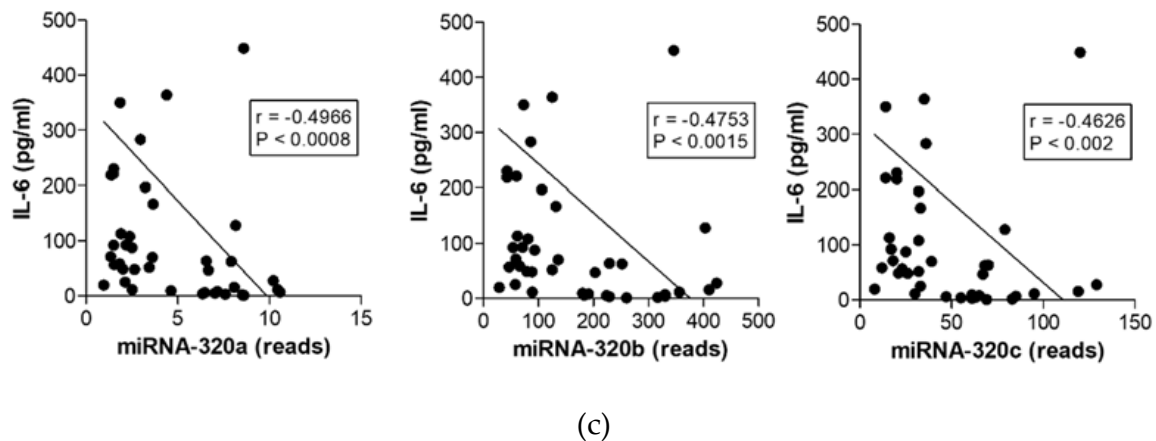 500
400
300
200
100
0
IL-6 (pg/ml)
r = -0.4966
P < 0.0008
0 5 10 15
miRNA-320a (reads)
500
400
300
200
100
0
IL-6 (pg/ml)
r = -0.4753
P < 0.0015
0 100 200 300 400 500
miRNA-320b (reads)
500
400
300
200
100
0
IL-6 (pg/ml)
r = -0.4626
P < 0.002
0 50 100 150
miRNA-320c (reads)
(c)